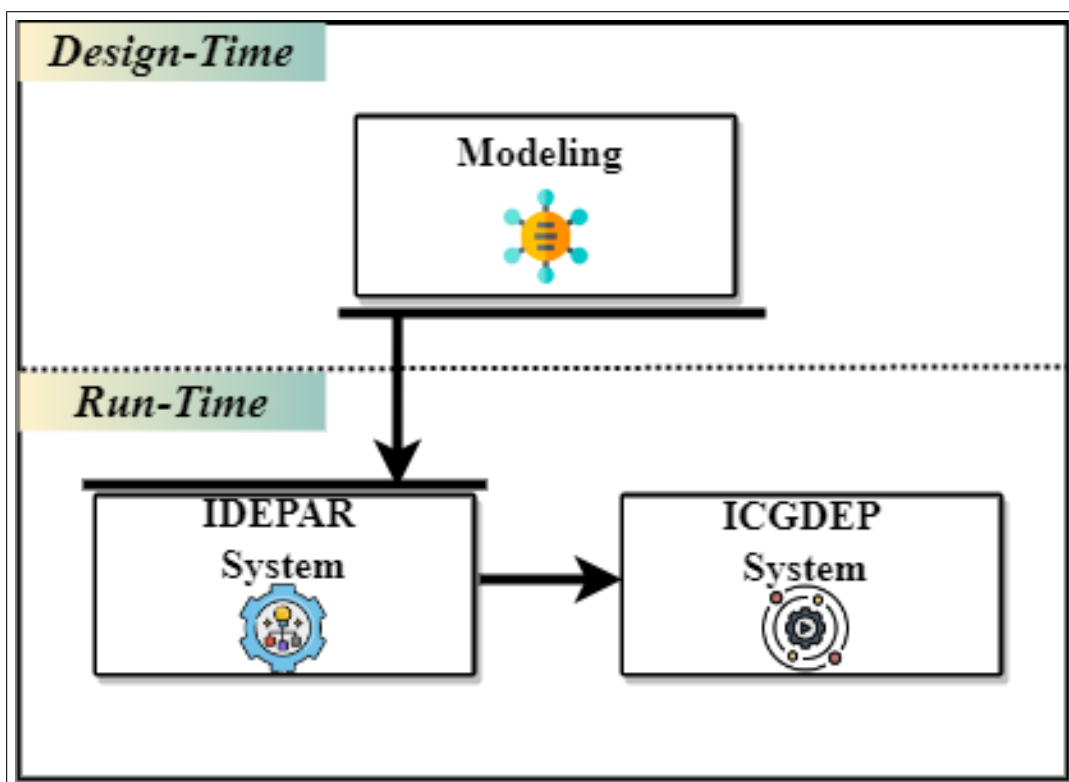 Design-Time
Modeling
Run-Time
IDEPAR
System
ICGDEP
System